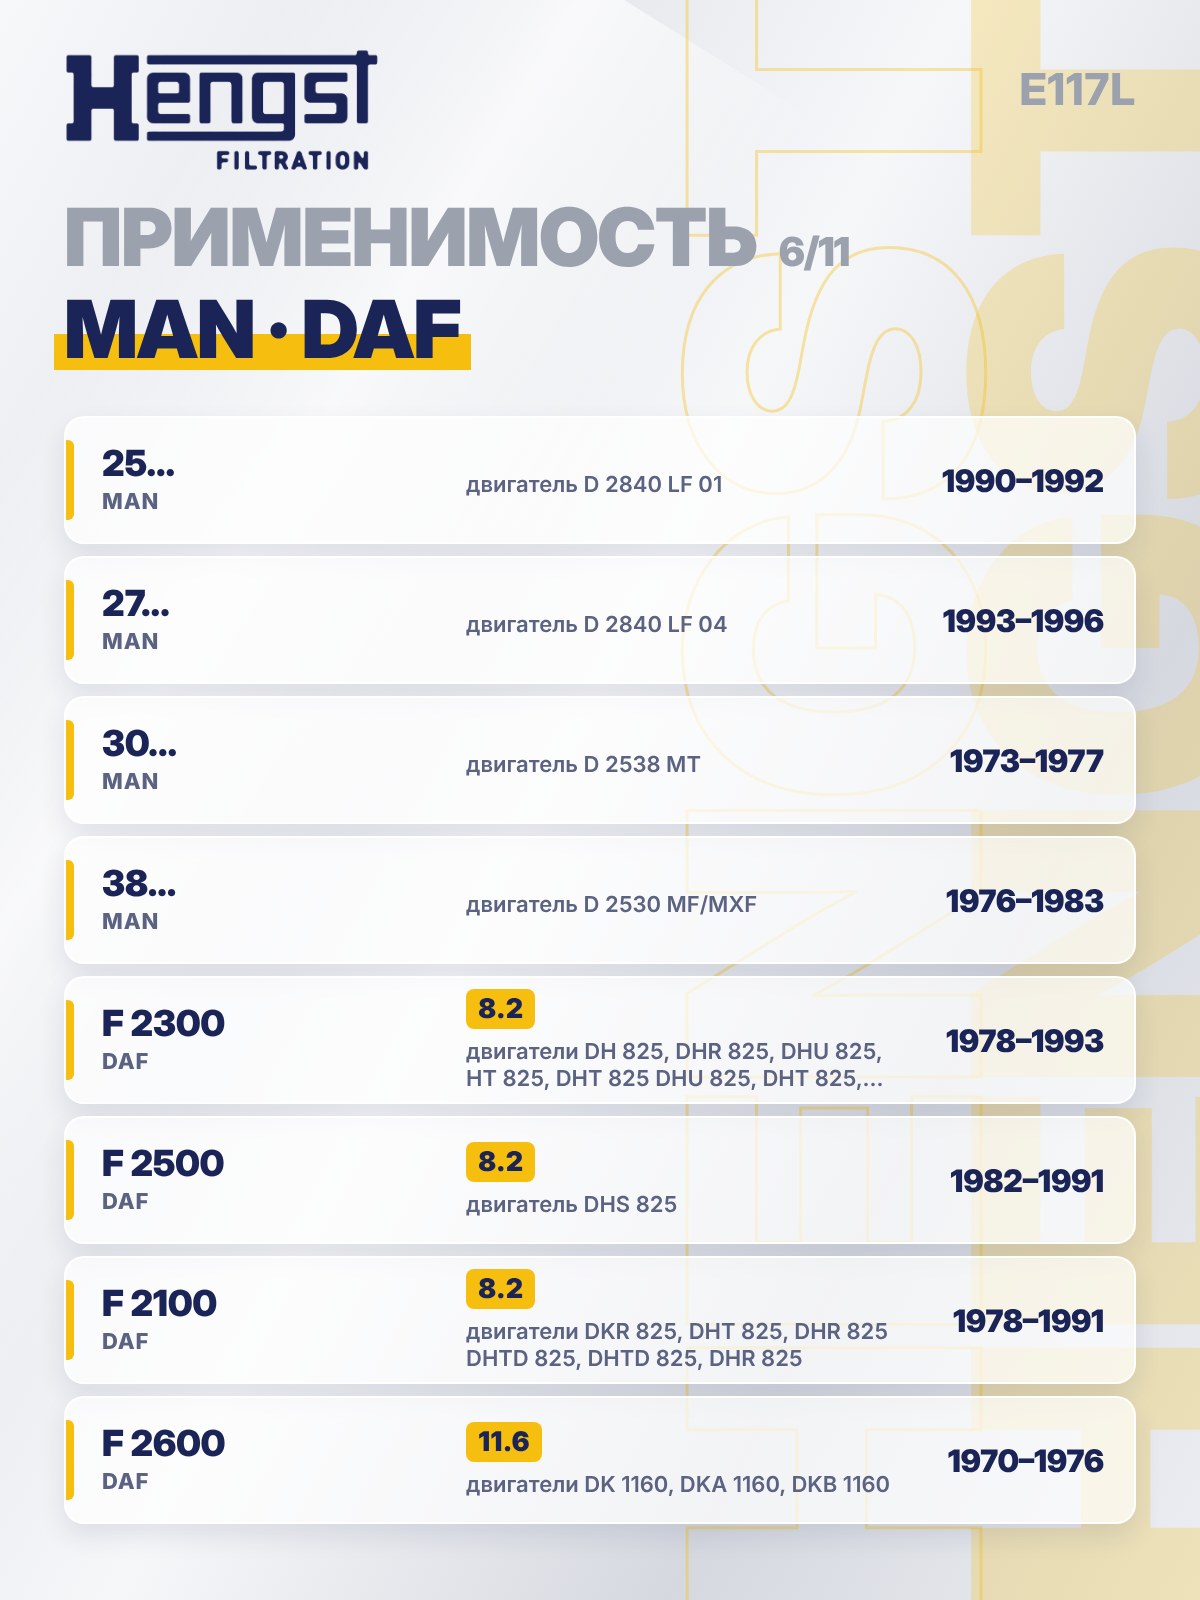 Hengst
FILTRATION
E117L
ПРИМЕНИМОСТЬ 6/11
MAN · DAF
25...
MAN
двигатель D 2840 LF 01
1990–1992
27...
MAN
двигатель D 2840 LF 04
1993–1996
30...
MAN
двигатель D 2538 MT
1973–1977
38...
MAN
двигатель D 2530 MF/MXF
1976–1983
F 2300
DAF
8.2
двигатели DH 825, DHR 825, DHU 825,
HT 825, DHT 825 DHU 825, DHT 825,...
1978–1993
F 2500
DAF
8.2
двигатель DHS 825
1982–1991
F 2100
DAF
8.2
двигатели DKR 825, DHT 825, DHR 825
DHTD 825, DHTD 825, DHR 825
1978–1991
F 2600
DAF
11.6
двигатели DK 1160, DKA 1160, DKB 1160
1970–1976
HENGST
HENGST